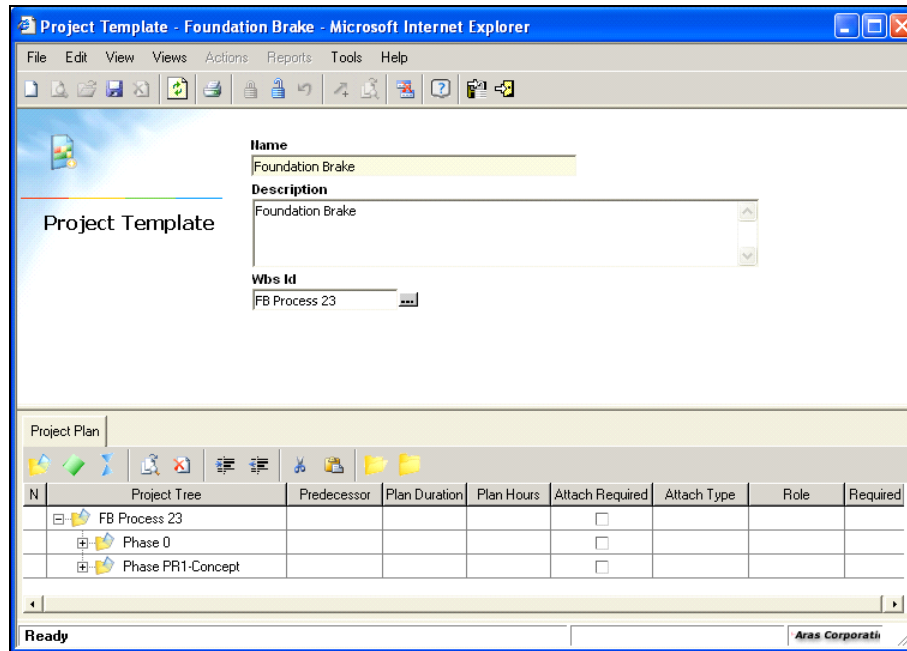 Project Template - Foundation Brake - Microsoft Internet Explorer
File Edit View Views Actions Reports Tools Help
Name
Foundation Brake
Description
Foundation Brake
Project Template
Wbs Id
FB Process 23
...
Project Plan
N Project Tree Predecessor Plan Duration Plan Hours Attach Required Attach Type Role Required
FB Process 23
Phase 0
Phase PR1-Concept
Ready Aras Corporati